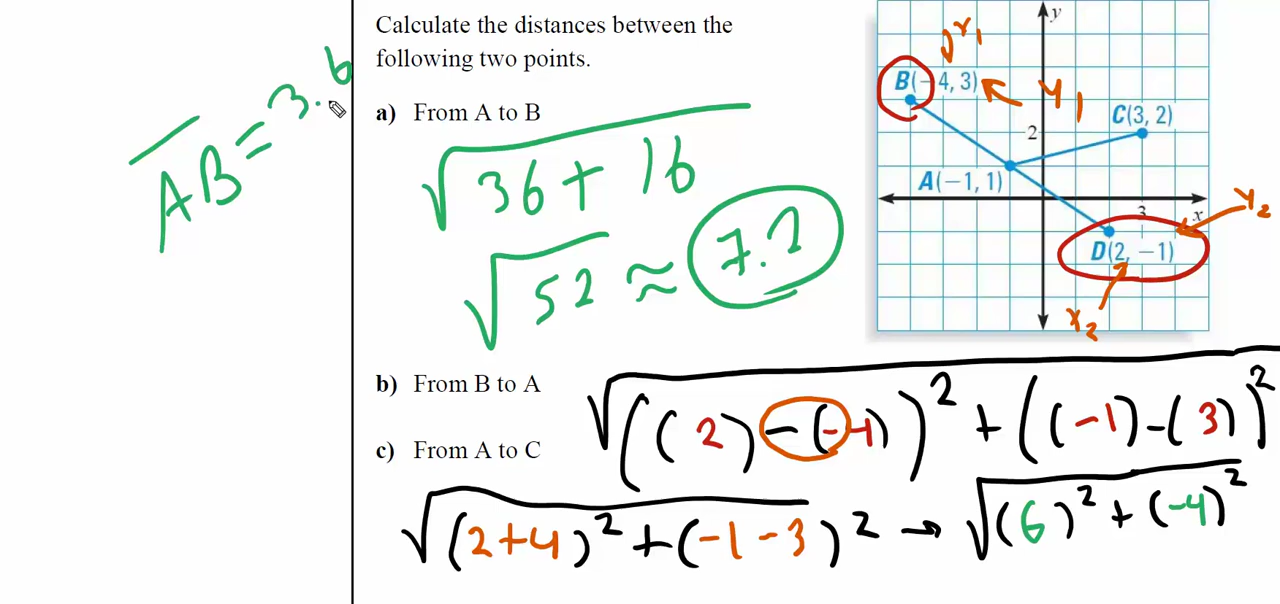 Calculate the distances between the
following two points.
a) From A to B
b) From B to A
c) From A to C
AB = 3.6
√36 + 16
√52 ≈ 7.2
y
x
2
3
B(−4, 3)
C(3, 2)
A(−1, 1)
D(2, −1)
x1
y1
y2
x2
√((2) − (−4))² + ((−1) − (3))²
√(2+4)² + (−1−3)² → √(6)² + (−4)²